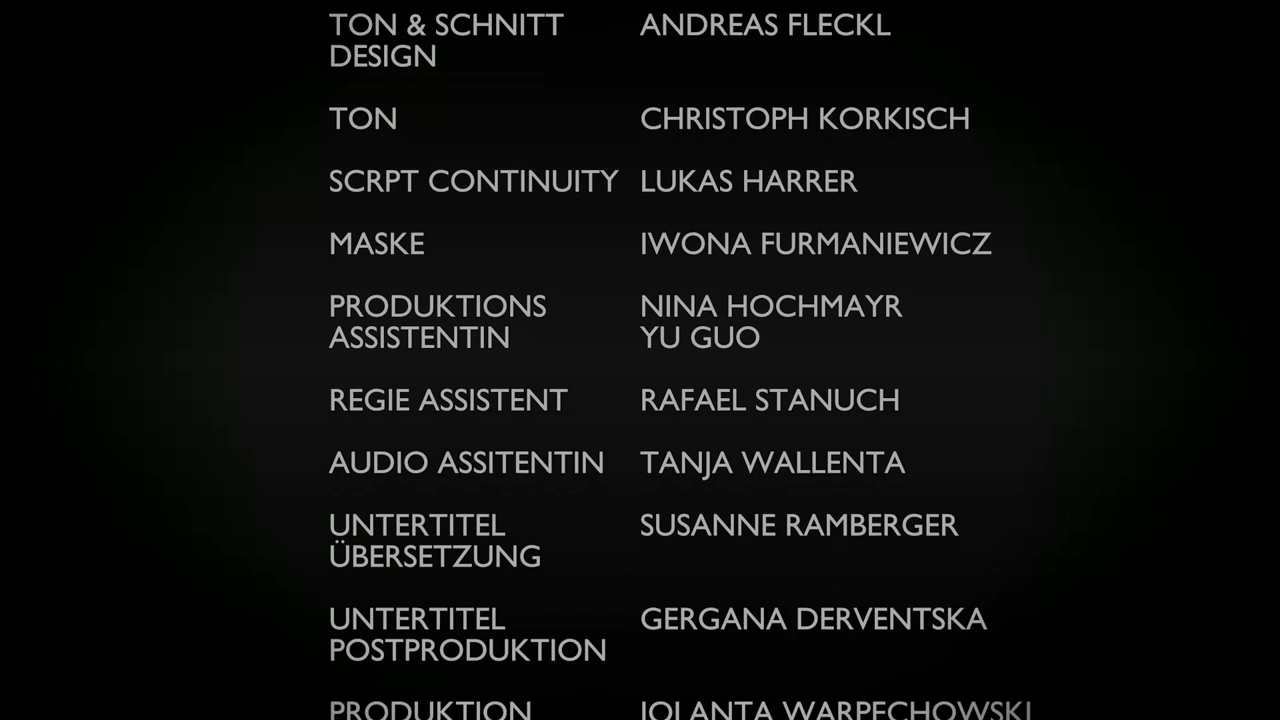 TON & SCHNITT ANDREAS FLECKL
DESIGN
TON CHRISTOPH KORKISCH
SCRPT CONTINUITY LUKAS HARRER
MASKE IWONA FURMANIEWICZ
PRODUKTIONS NINA HOCHMAYR
ASSISTENTIN YU GUO
REGIE ASSISTENT RAFAEL STANUCH
AUDIO ASSITENTIN TANJA WALLENTA
UNTERTITEL SUSANNE RAMBERGER
ÜBERSETZUNG
UNTERTITEL GERGANA DERVENTSKA
POSTPRODUKTION
PRODUKTION JOLANTA WARPECHOWSKI